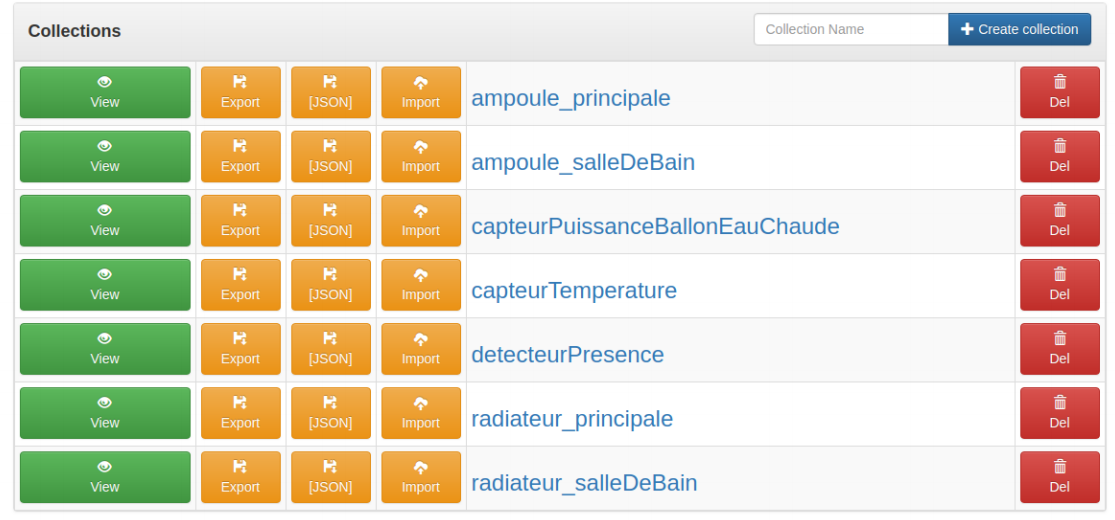 Collections Collection Name Create collection
View Export [JSON] Import ampoule_principale Del
View Export [JSON] Import ampoule_salleDeBain Del
View Export [JSON] Import capteurPuissanceBallonEauChaude Del
View Export [JSON] Import capteurTemperature Del
View Export [JSON] Import detecteurPresence Del
View Export [JSON] Import radiateur_principale Del
View Export [JSON] Import radiateur_salleDeBain Del